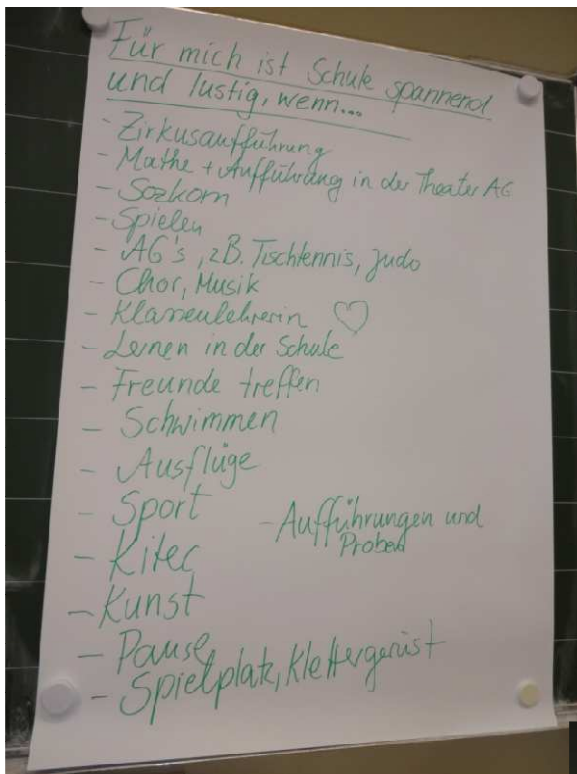 Für mich ist Schule spannend
und lustig, wenn...
- Zirkusaufführung
- Mathe + Aufführung in der Theater AG
- Sozkom
- Spielen
- AG's, z.B. Tischtennis, Judo
- Chor, Musik
- Klassenlehrerin ♡
- Lernen in der Schule
- Freunde treffen
- Schwimmen
- Ausflüge
- Sport
- Aufführungen und
Proben
- Kitec
- Kunst
- Pause
- Spielplatz, Klettergerüst